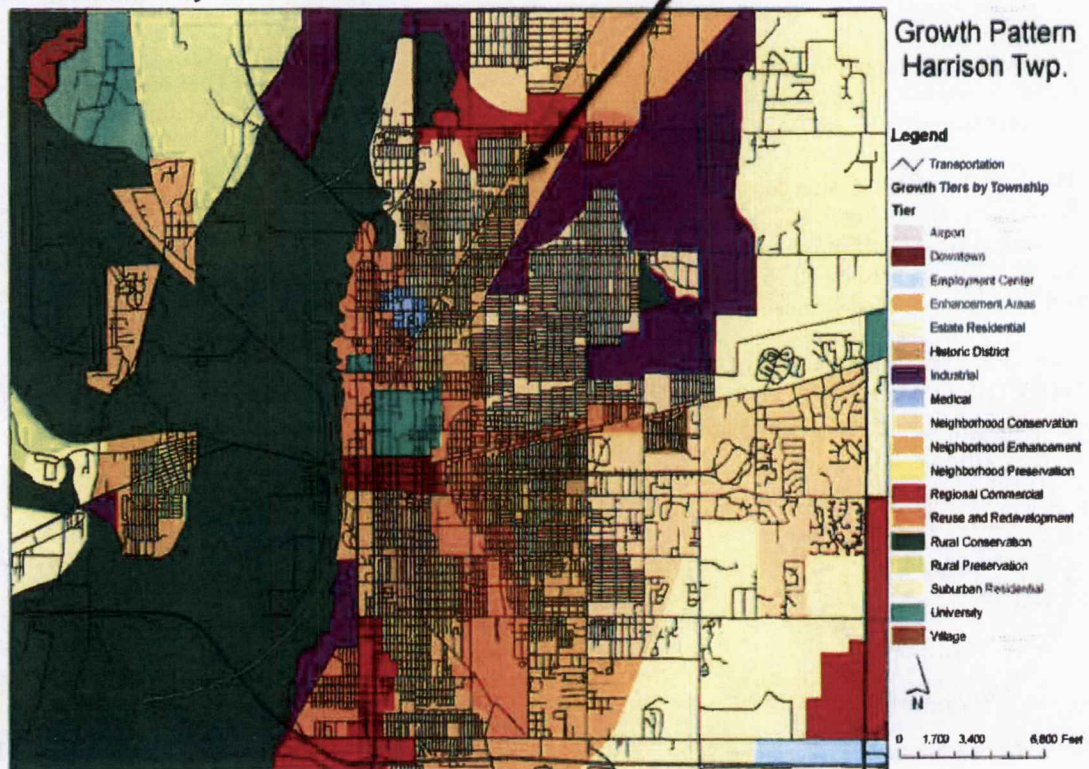 Growth Pattern
Harrison Twp.
Legend
Transportation
Growth Tiers by Township
Tier
Airport
Downtown
Employment Center
Enhancement Areas
Estate Residential
Historic District
Industrial
Medical
Neighborhood Conservation
Neighborhood Enhancement
Neighborhood Preservation
Regional Commercial
Reuse and Redevelopment
Rural Conservation
Rural Preservation
Suburban Residential
University
Village
N
0 1,700 3,400 6,800 Feet